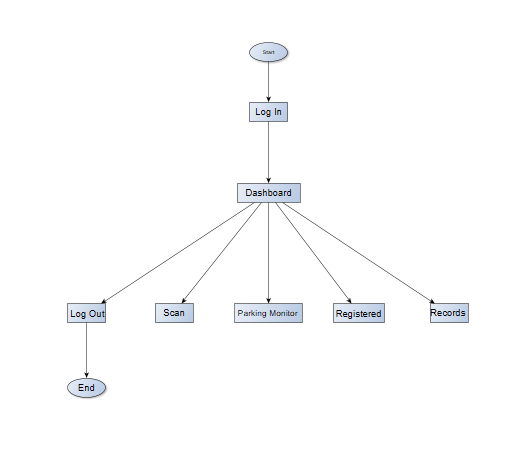 Start
Log In
Dashboard
Log Out
Scan
Parking Monitor
Registered
Records
End